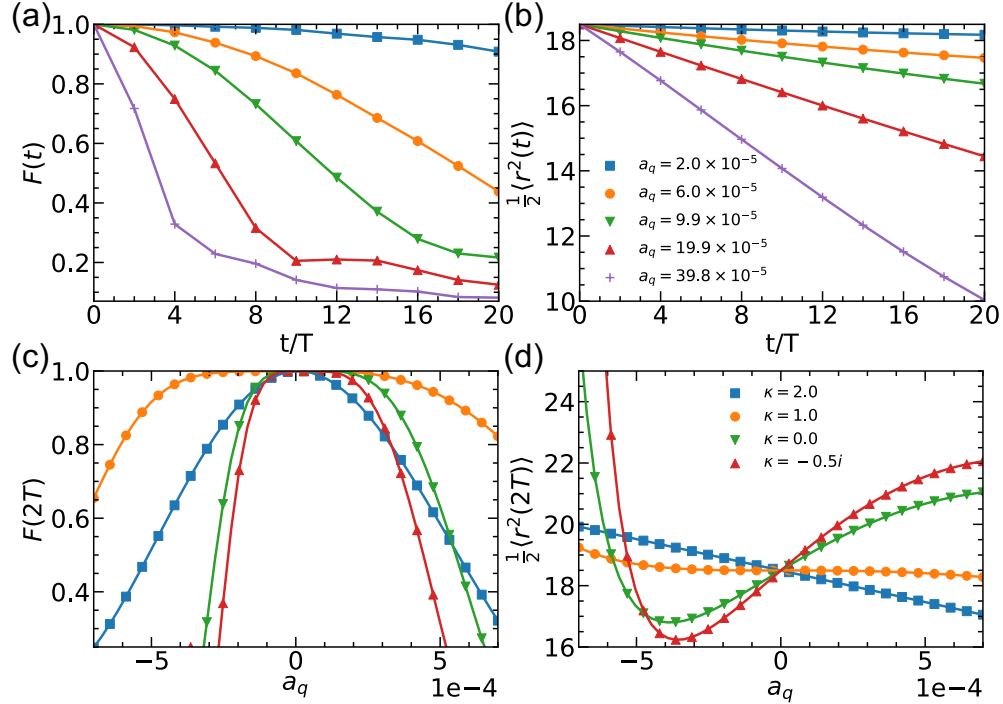 (a)
1.0
0.8
0.6
0.4
0.2
F(t)
0 4 8 12 16 20
t/T
(b)
18
16
14
12
10
½⟨r²(t)⟩
a_q = 2.0 × 10⁻⁵
a_q = 6.0 × 10⁻⁵
a_q = 9.9 × 10⁻⁵
a_q = 19.9 × 10⁻⁵
a_q = 39.8 × 10⁻⁵
0 4 8 12 16 20
t/T
(c)
1.0
0.8
0.6
0.4
F(2T)
−5 0 5
a_q
1e−4
(d)
24
22
20
18
16
½⟨r²(2T)⟩
κ = 2.0
κ = 1.0
κ = 0.0
κ = −0.5i
−5 0 5
a_q
1e−4